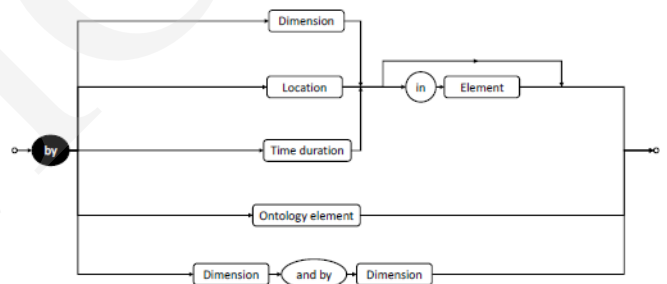 Dimension
Location in Element
by Time duration
Ontology element
Dimension and by Dimension